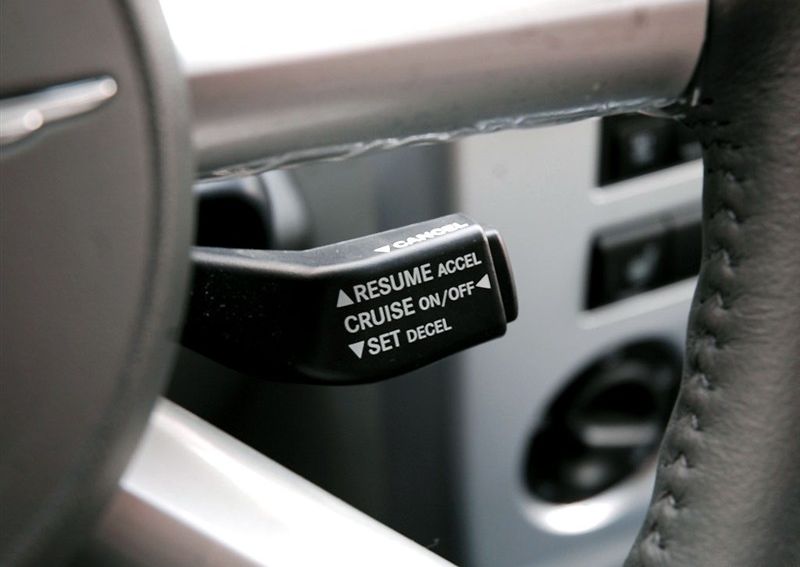 ▼CANCEL
▲RESUME ACCEL
CRUISE ON/OFF◀
▼SET DECEL